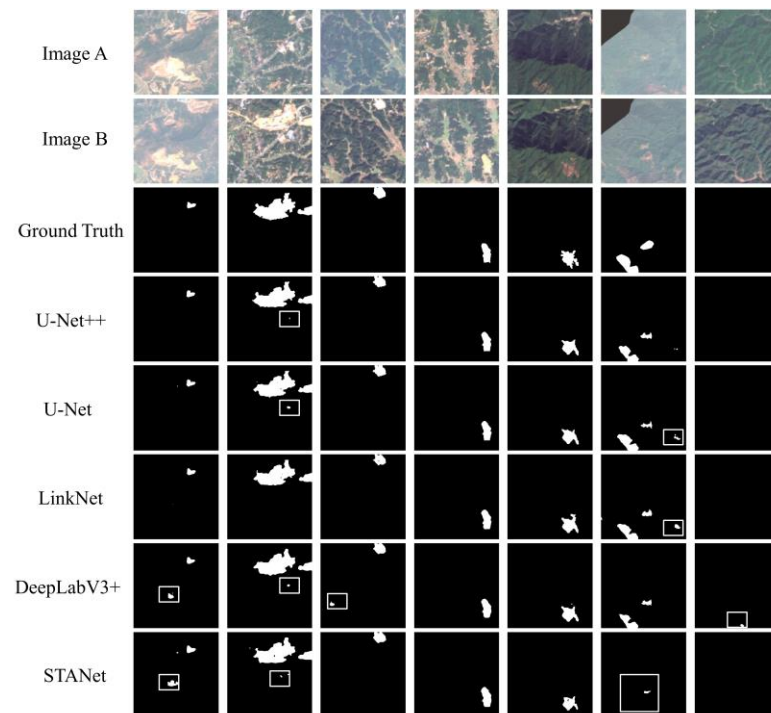 Image A
Image B
Ground Truth
U-Net++
U-Net
LinkNet
DeepLabV3+
STANet